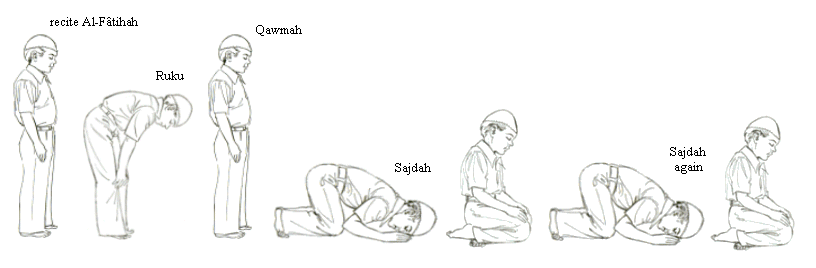 recite Al-Fâtihah
Ruku
Qawmah
Sajdah
Sajdah
again